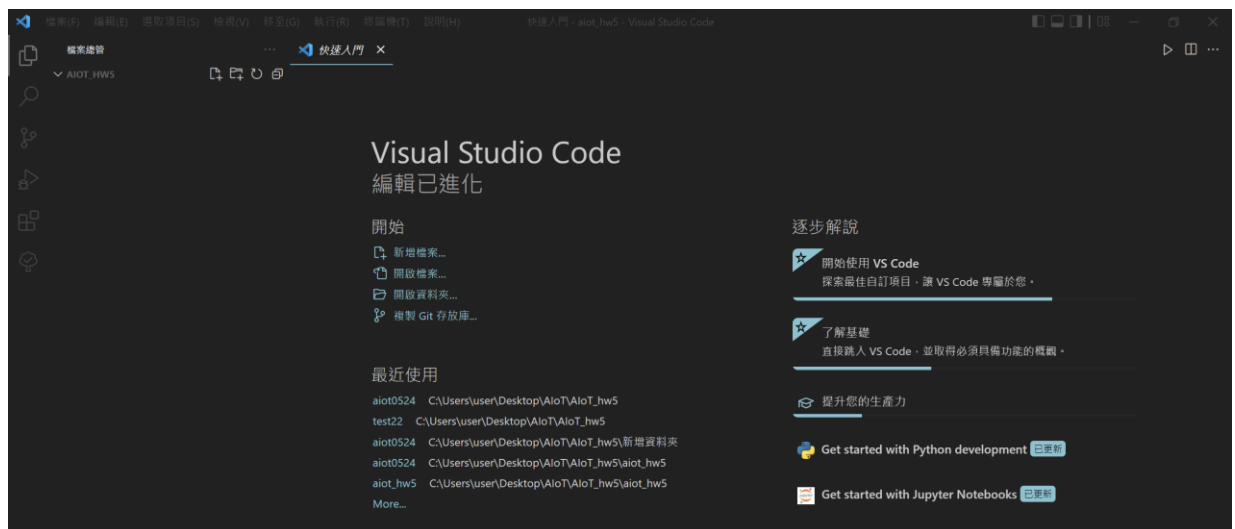 檔案(F) 編輯(E) 選取項目(S) 檢視(V) 移至(G) 執行(R) 終端機(T) 說明(H) 快速入門 - aiot_hw5 - Visual Studio Code
檔案總管
快速入門
AIOT_HW5
Visual Studio Code
編輯已進化
開始
新增檔案...
開啟檔案...
開啟資料夾...
複製 Git 存放庫...
最近使用
aiot0524 C:\Users\user\Desktop\AIoT\AIoT_hw5
test22 C:\Users\user\Desktop\AIoT\AIoT_hw5
aiot0524 C:\Users\user\Desktop\AIoT\AIoT_hw5\新增資料夾
aiot0524 C:\Users\user\Desktop\AIoT\AIoT_hw5\aiot_hw5
aiot_hw5 C:\Users\user\Desktop\AIoT\AIoT_hw5\aiot_hw5
More...
逐步解說
開始使用 VS Code
探索最佳自訂項目，讓 VS Code 專屬於您。
了解基礎
直接跳入 VS Code，並取得必須具備功能的概觀。
提升您的生產力
Get started with Python development 已更新
Get started with Jupyter Notebooks 已更新